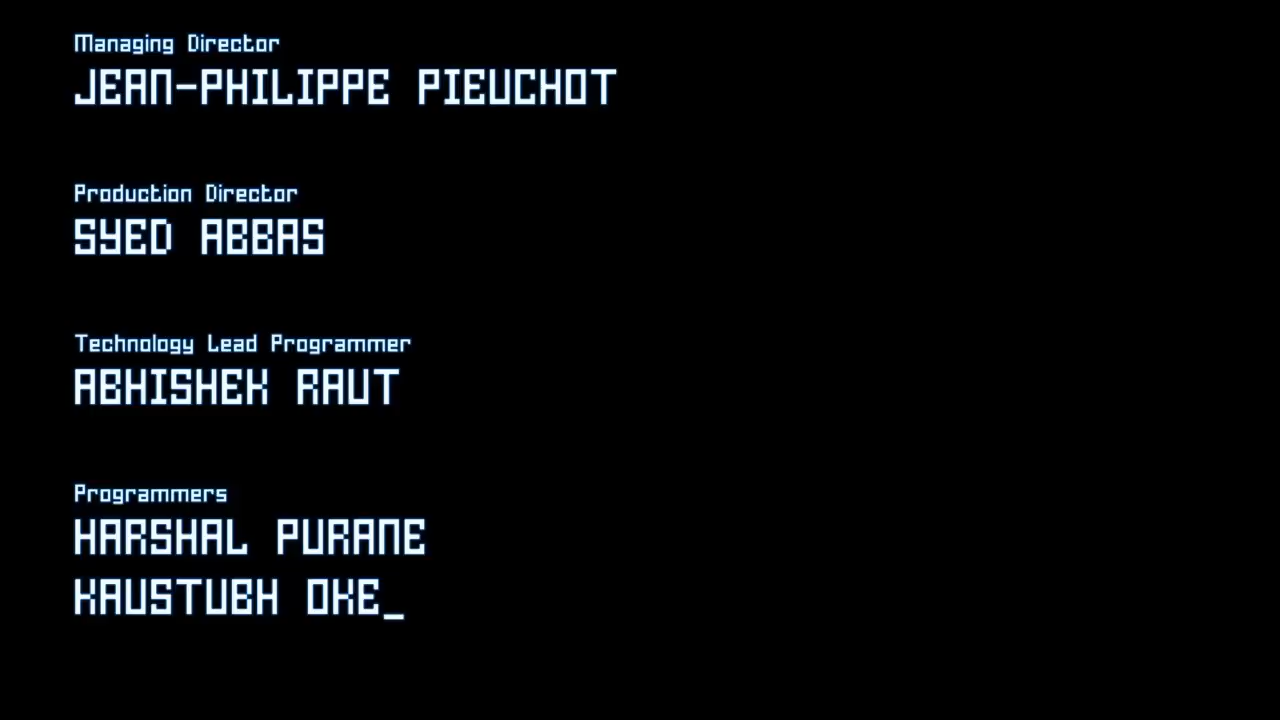 Managing Director
JEAN-PHILIPPE PIEUCHOT
Production Director
SYED ABBAS
Technology Lead Programmer
ABHISHEK RAUT
Programmers
HARSHAL PURANE
KAUSTUBH OKE_